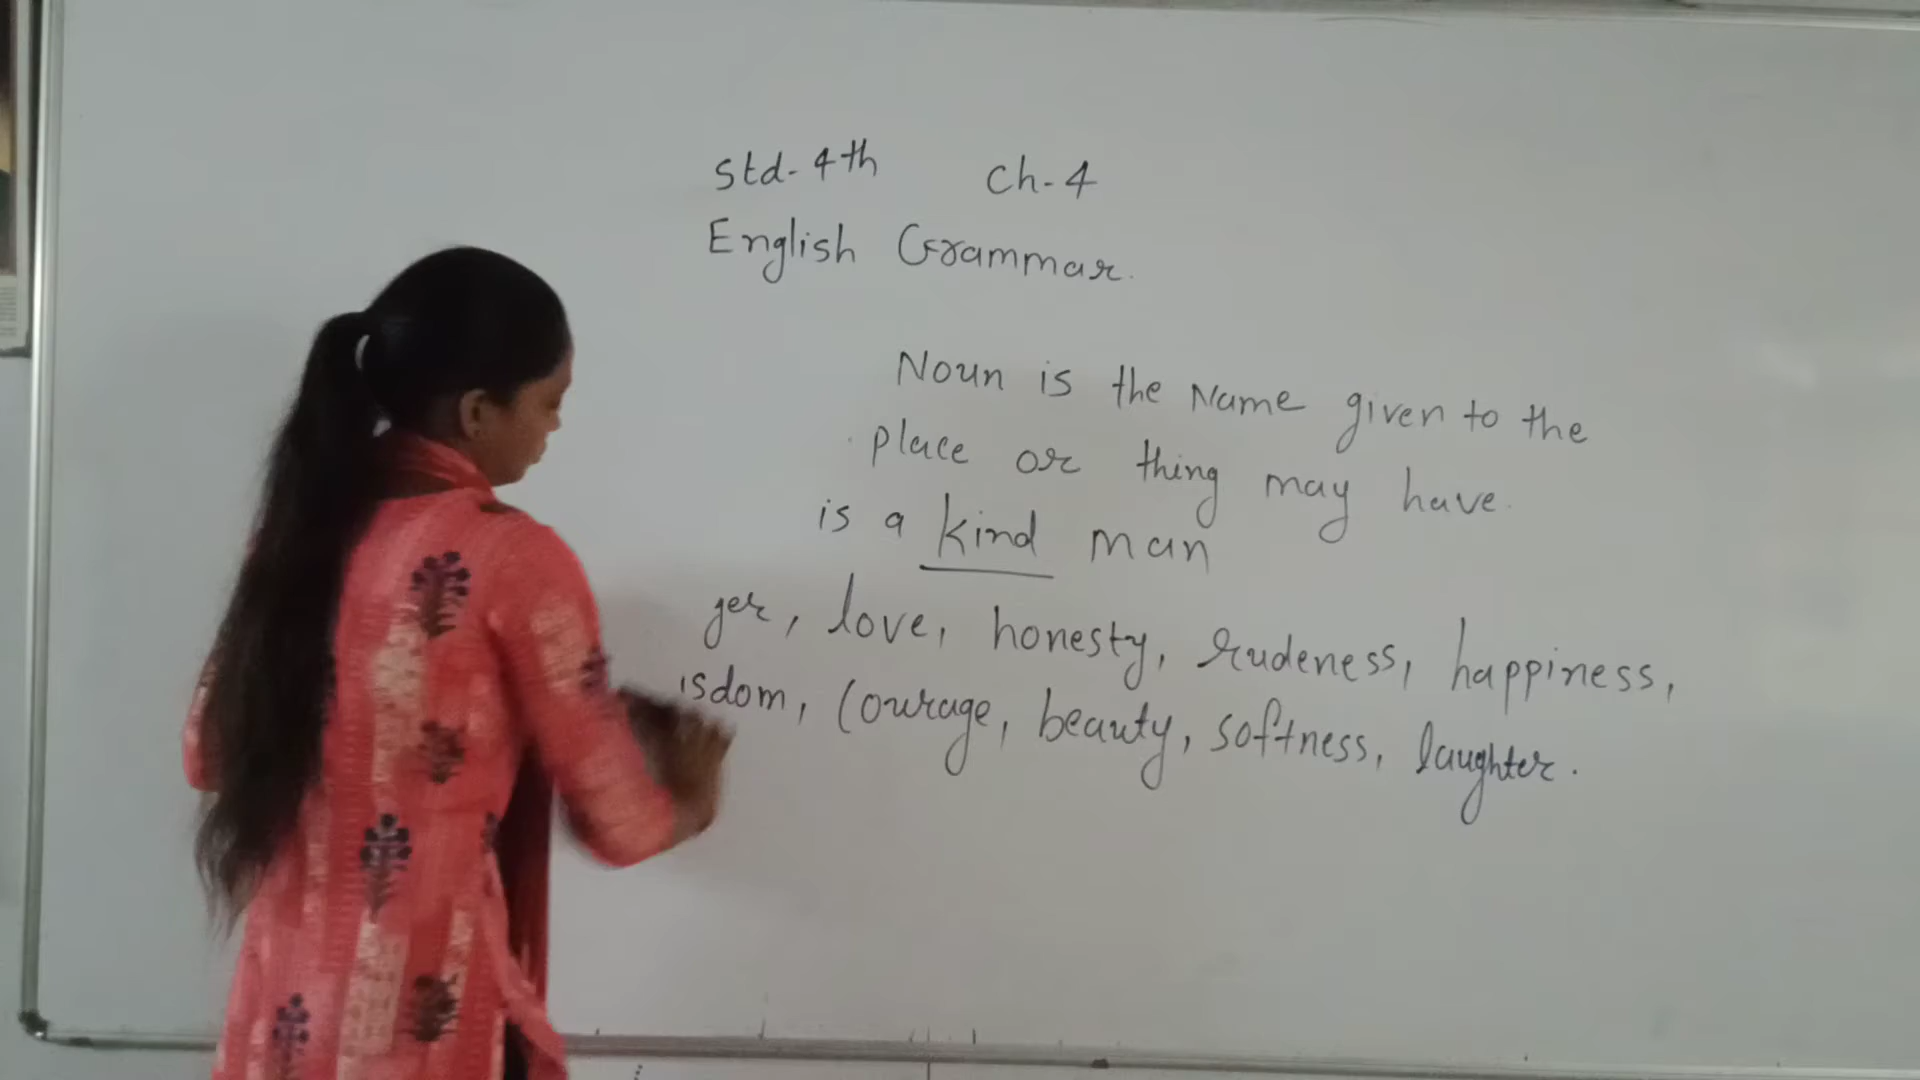 Std-4th Ch-4
English Grammar.
Noun is the Name given to the
place or thing may have.
is a kind man
ger, love, honesty, rudeness, happiness,
isdom, Courage, beauty, softness, laughter.